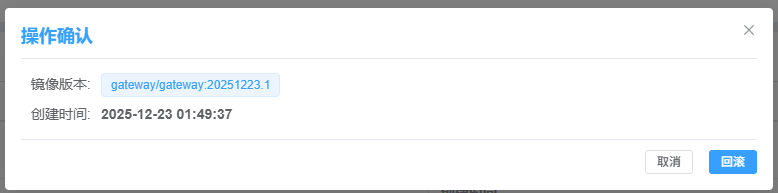 操作确认
镜像版本: gateway/gateway:20251223.1
创建时间: 2025-12-23 01:49:37
取消 回滚